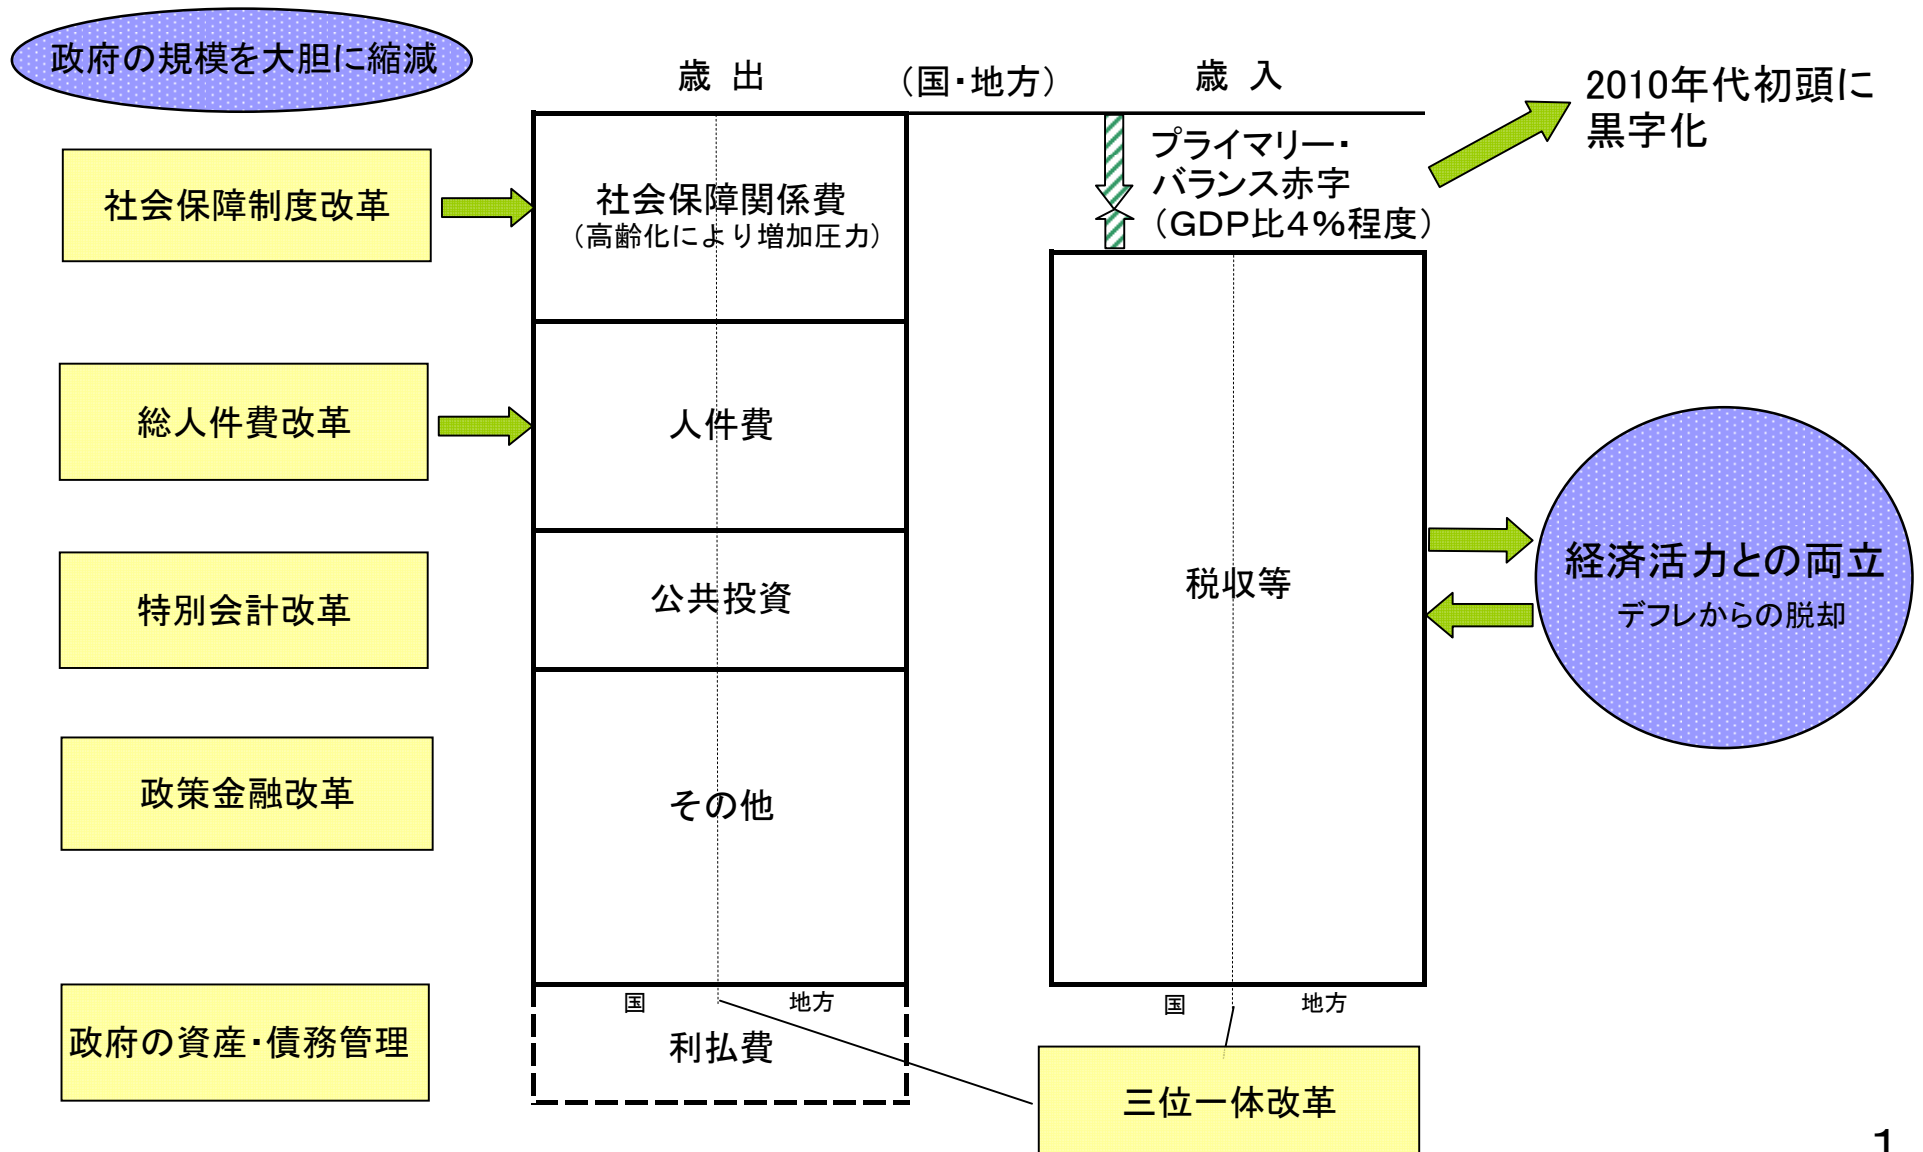 政府の規模を大胆に縮減
歳 出
(国・地方)
歳 入
2010年代初頭に
黒字化
プライマリー・
バランス赤字
(GDP比4%程度)
社会保障制度改革
社会保障関係費
(高齢化により増加圧力)
総人件費改革
人件費
特別会計改革
公共投資
税収等
経済活力との両立
デフレからの脱却
政策金融改革
その他
国
地方
国
地方
政府の資産・債務管理
利払費
三位一体改革
1